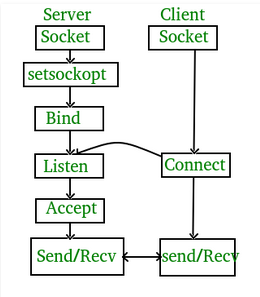 Server
Client
Socket
Socket
setsockopt
Bind
Listen
Connect
Accept
Send/Recv
send/Recv